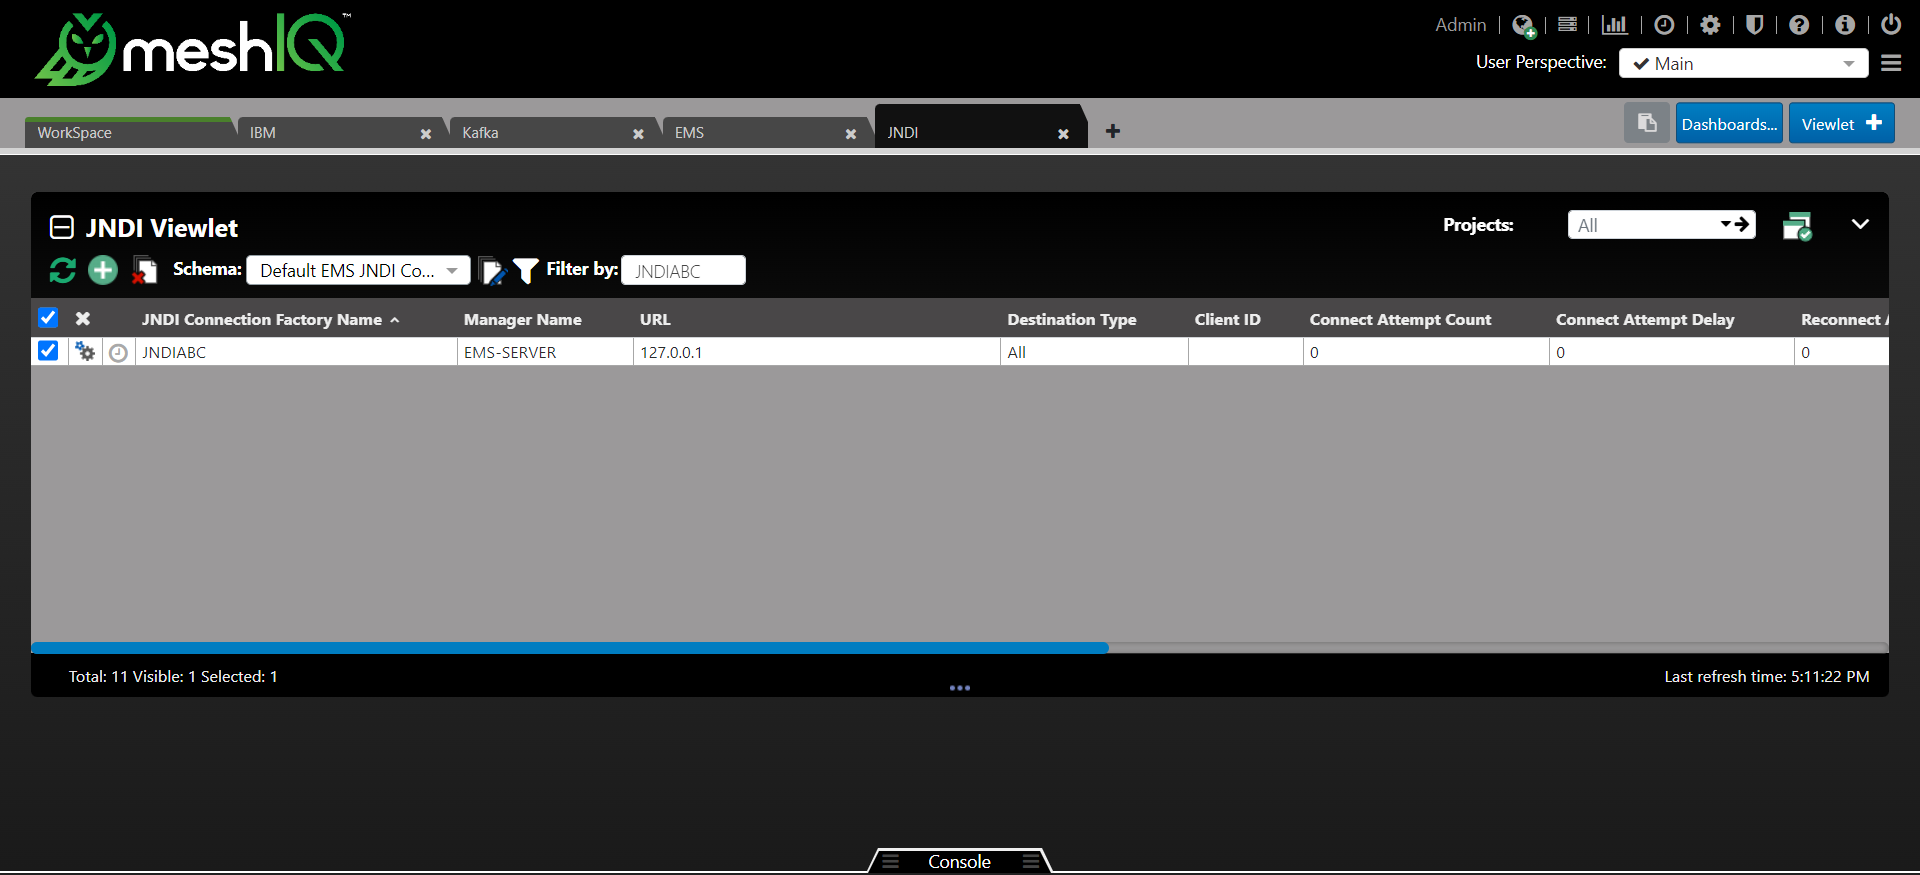 meshIQ™
Admin
User Perspective: Main
WorkSpace IBM Kafka EMS JNDI
Dashboards... Viewlet
JNDI Viewlet
Projects: All
Schema: Default EMS JNDI Co... Filter by: JNDIABC
JNDI Connection Factory Name Manager Name URL Destination Type Client ID Connect Attempt Count Connect Attempt Delay Reconnect
JNDIABC EMS-SERVER 127.0.0.1 All 0 0 0
Total: 11 Visible: 1 Selected: 1
Last refresh time: 5:11:22 PM
Console